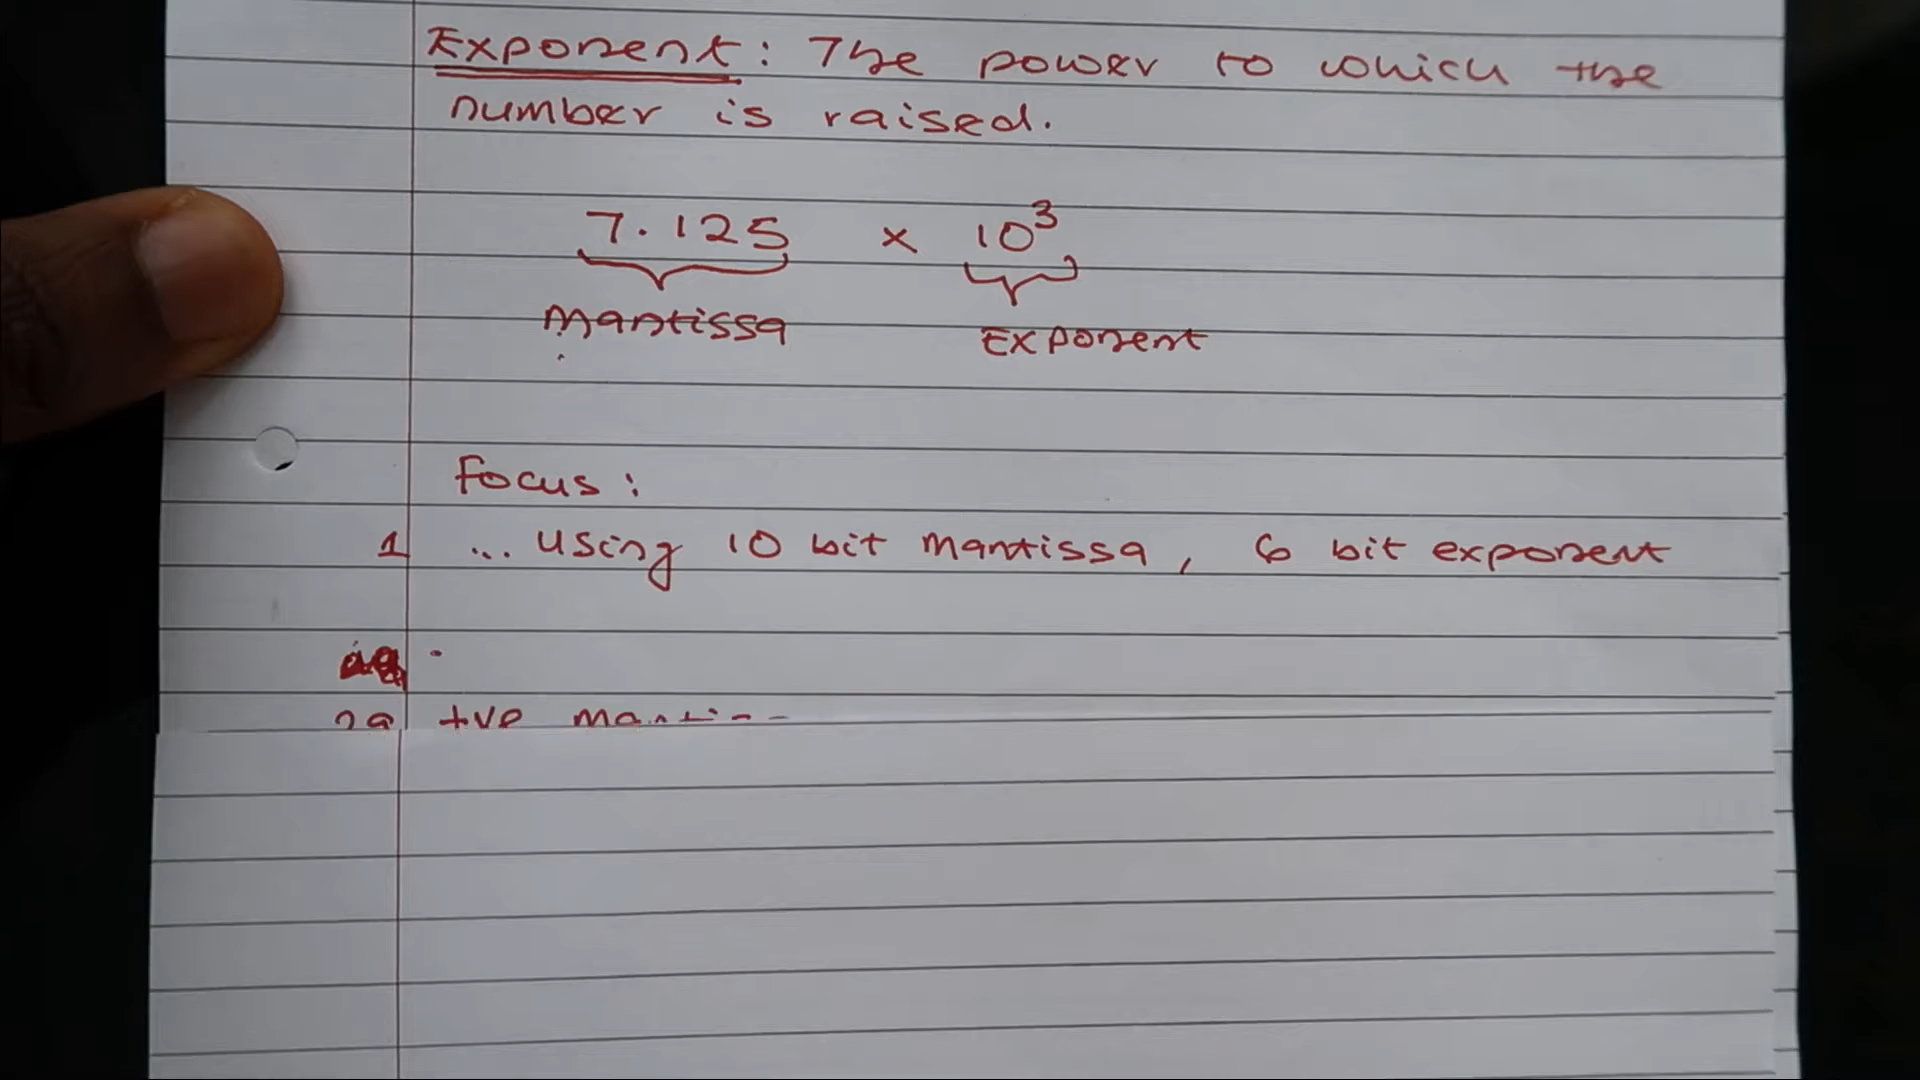 Exponent: The power to which the
number is raised.
7.125 × 10³
Mantissa Exponent
Focus:
1 ... Using 10 bit mantissa, 6 bit exponent
+ve